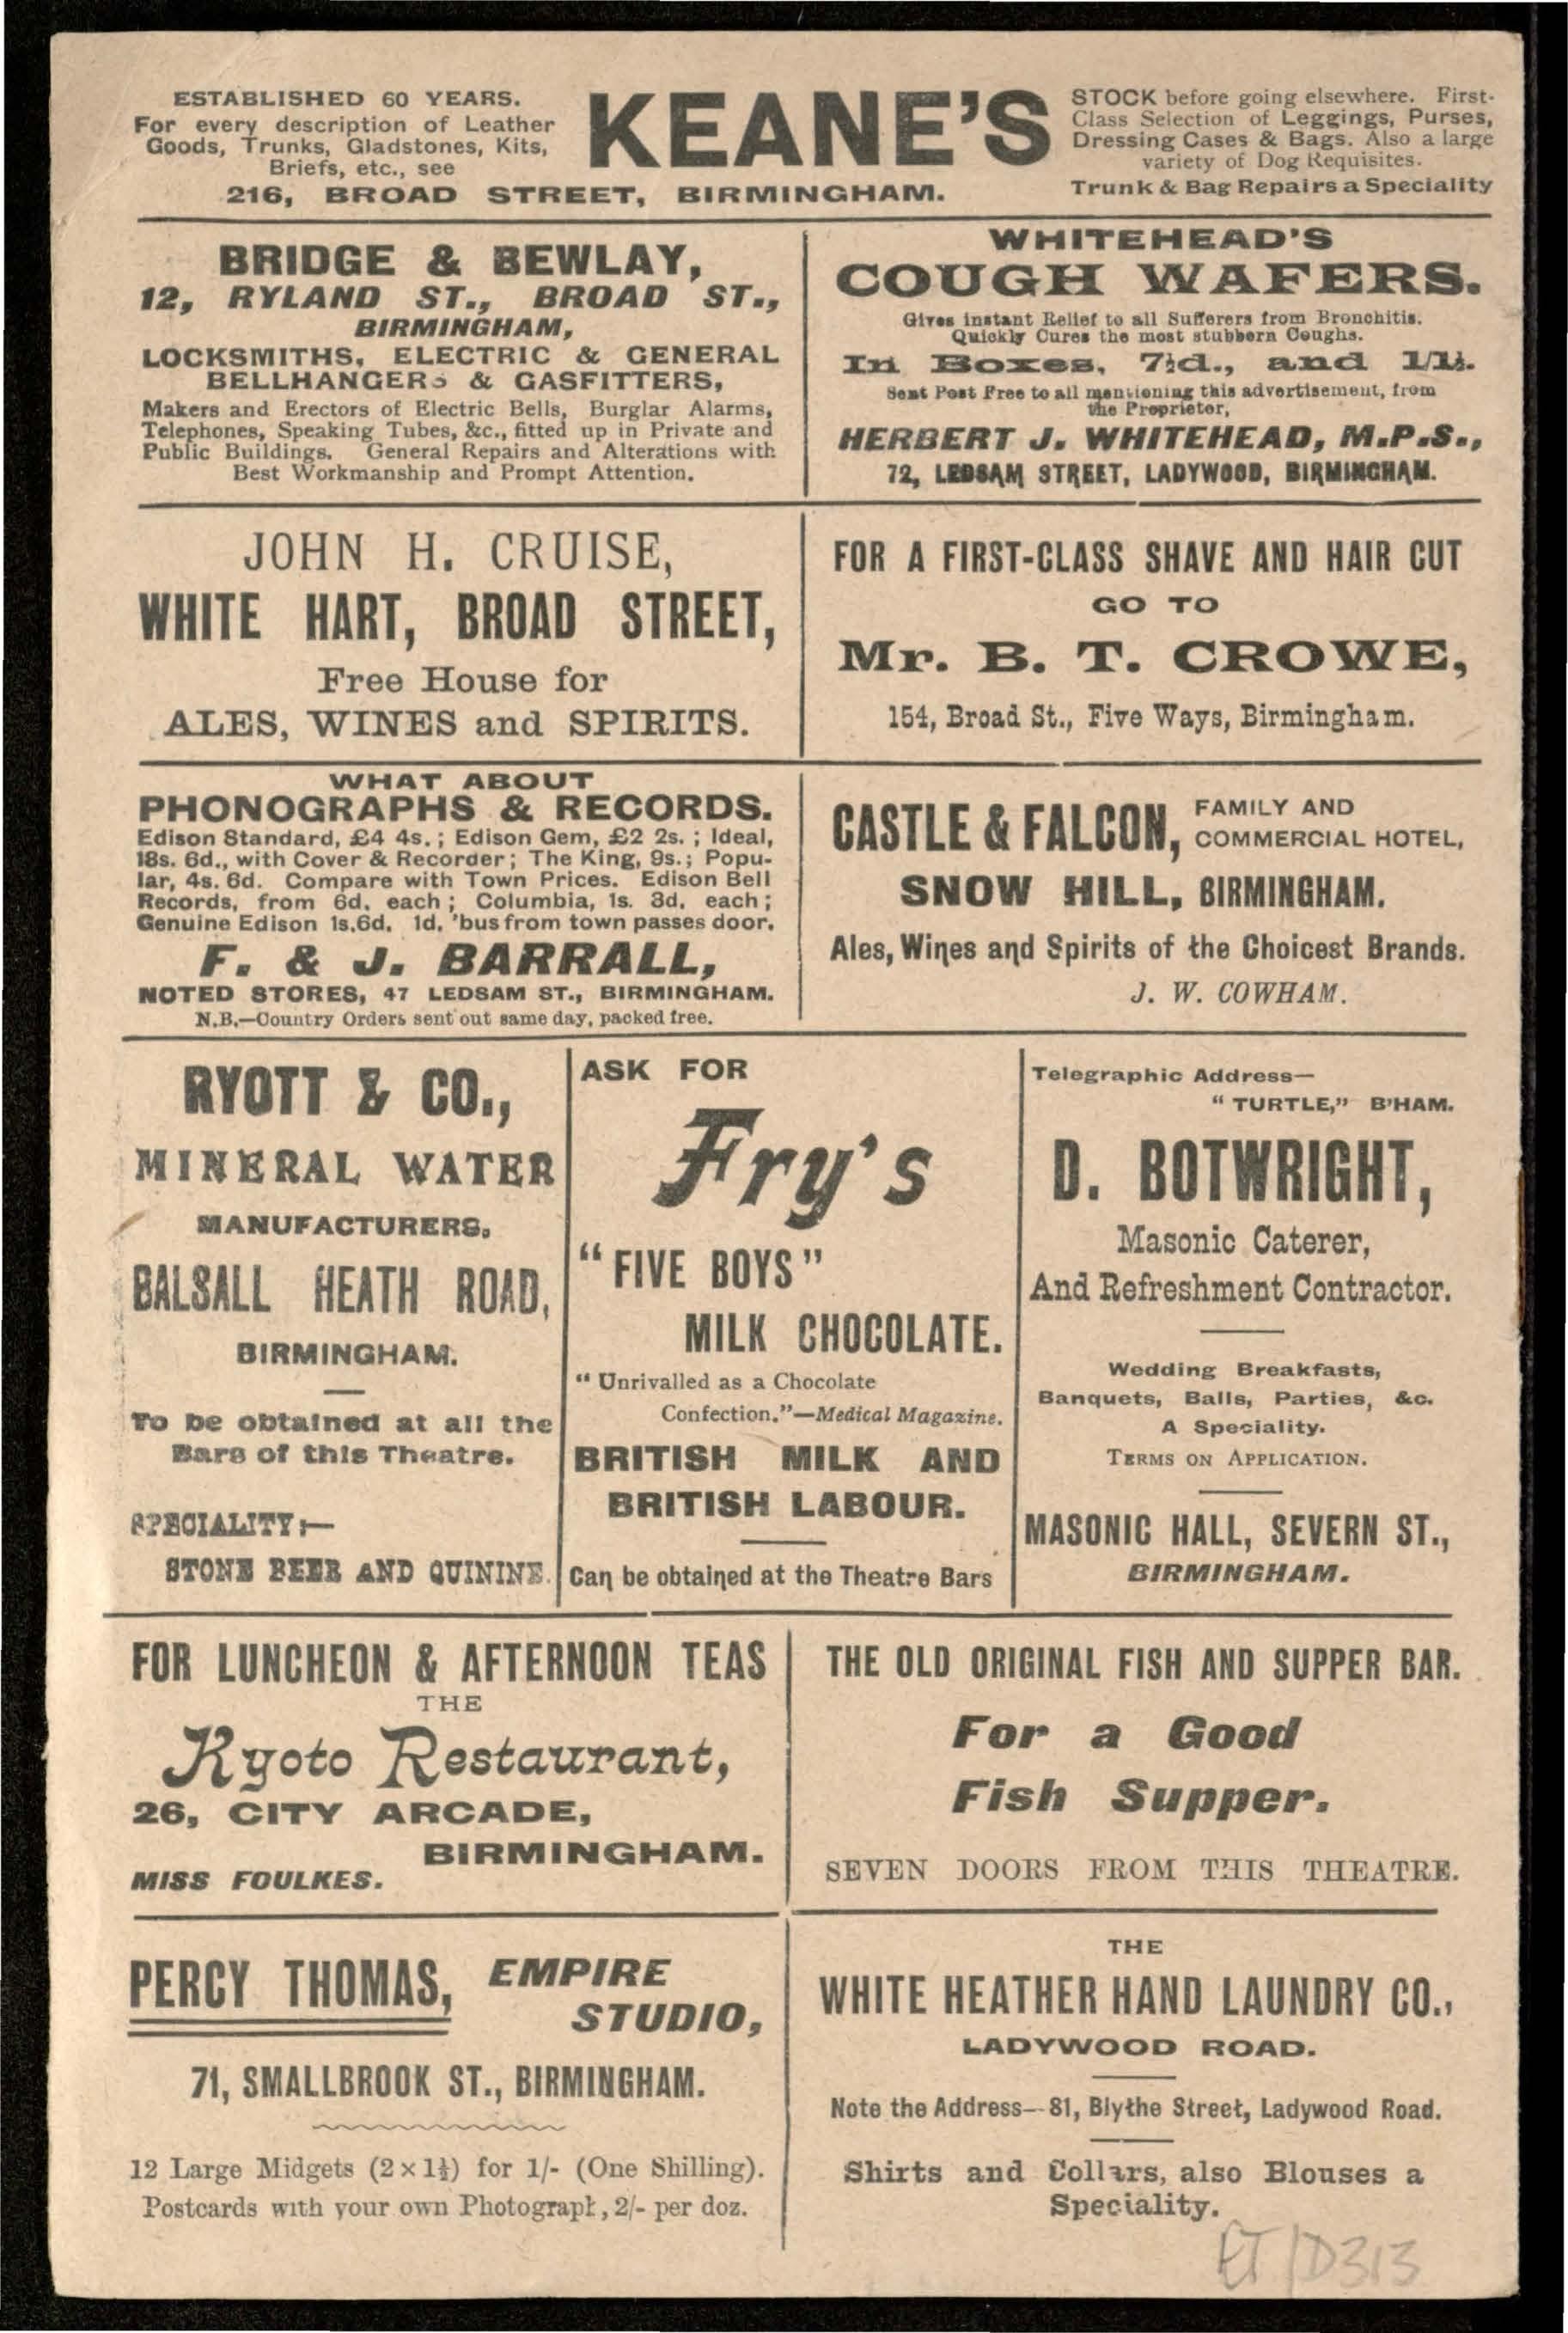 ESTABLISHED 60 YEARS.
For every description of Leather
Goods, Trunks, Gladstones, Kits,
Briefs, etc., see
KEANE'S
216, BROAD STREET, BIRMINGHAM.
STOCK before going elsewhere. First-
Class Selection of Leggings, Purses,
Dressing Cases & Bags. Also a large
variety of Dog Requisites.
Trunk & Bag Repairs a Speciality
BRIDGE & BEWLAY,
12, RYLAND ST., BROAD ST.,
BIRMINGHAM,
LOCKSMITHS, ELECTRIC & GENERAL
BELLHANGERS & GASFITTERS,
Makers and Erectors of Electric Bells, Burglar Alarms,
Telephones, Speaking Tubes, &c., fitted up in Private and
Public Buildings. General Repairs and Alterations with
Best Workmanship and Prompt Attention.
WHITEHEAD'S
COUGH WAFERS.
Gives instant Relief to all Sufferers from Bronchitis.
Quickly Cures the most stubborn Coughs.
In Boxes, 7½d., and 1/1½.
Sent Post Free to all mentioning this advertisement, from
the Proprietor,
HERBERT J. WHITEHEAD, M.P.S.,
72, LEDSAM STREET, LADYWOOD, BIRMINGHAM.
JOHN H. CRUISE,
WHITE HART, BROAD STREET,
Free House for
ALES, WINES and SPIRITS.
FOR A FIRST-CLASS SHAVE AND HAIR CUT
GO TO
Mr. B. T. CROWE,
154, Broad St., Five Ways, Birmingham.
WHAT ABOUT
PHONOGRAPHS & RECORDS.
Edison Standard, £4 4s.; Edison Gem, £2 2s.; Ideal,
18s. 6d., with Cover & Recorder; The King, 9s.; Popu-
lar, 4s. 6d. Compare with Town Prices. Edison Bell
Records, from 6d. each; Columbia, 1s. 3d. each;
Genuine Edison 1s.6d. 1d. 'bus from town passes door.
F. & J. BARRALL,
NOTED STORES, 47 LEDSAM ST., BIRMINGHAM.
N.B.—Country Orders sent out same day, packed free.
CASTLE & FALCON, FAMILY AND
COMMERCIAL HOTEL,
SNOW HILL, BIRMINGHAM.
Ales, Wines and Spirits of the Choicest Brands.
J. W. COWHAM.
RYOTT & CO.,
MINERAL WATER
MANUFACTURERS,
BALSALL HEATH ROAD,
BIRMINGHAM.
To be obtained at all the
Bars of this Theatre.
SPECIALITY:—
STONE BEER AND QUININE.
ASK FOR
Fry's
"FIVE BOYS"
MILK CHOCOLATE.
"Unrivalled as a Chocolate
Confection."—Medical Magazine.
BRITISH MILK AND
BRITISH LABOUR.
Can be obtained at the Theatre Bars
Telegraphic Address—
"TURTLE," B'HAM.
D. BOTWRIGHT,
Masonic Caterer,
And Refreshment Contractor.
Wedding Breakfasts,
Banquets, Balls, Parties, &c.
A Speciality.
TERMS ON APPLICATION.
MASONIC HALL, SEVERN ST.,
BIRMINGHAM.
FOR LUNCHEON & AFTERNOON TEAS
THE
Kyoto Restaurant,
26, CITY ARCADE,
BIRMINGHAM.
MISS FOULKES.
THE OLD ORIGINAL FISH AND SUPPER BAR.
For a Good
Fish Supper.
SEVEN DOORS FROM THIS THEATRE.
PERCY THOMAS, EMPIRE
STUDIO,
71, SMALLBROOK ST., BIRMINGHAM.
12 Large Midgets (2×1½) for 1/- (One Shilling).
Postcards with your own Photograph, 2/- per doz.
THE
WHITE HEATHER HAND LAUNDRY CO.,
LADYWOOD ROAD.
Note the Address—81, Blythe Street, Ladywood Road.
Shirts and Collars, also Blouses a
Speciality.
ET/D313